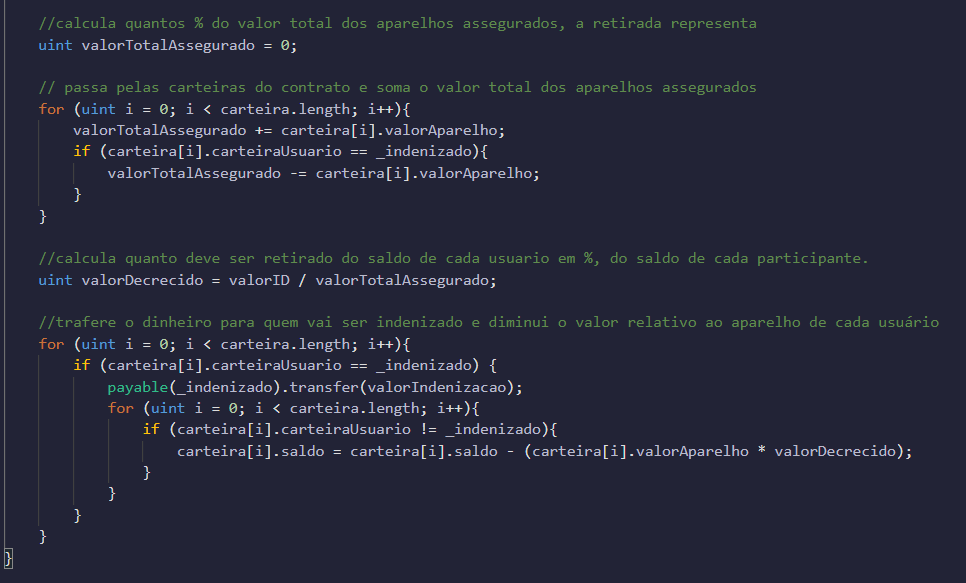 //calcula quantos % do valor total dos aparelhos assegurados, a retirada representa
uint valorTotalAssegurado = 0;
// passa pelas carteiras do contrato e soma o valor total dos aparelhos assegurados
for (uint i = 0; i < carteira.length; i++){
valorTotalAssegurado += carteira[i].valorAparelho;
if (carteira[i].carteiraUsuario == _indenizado){
valorTotalAssegurado -= carteira[i].valorAparelho;
}
}
//calcula quanto deve ser retirado do saldo de cada usuario em %, do saldo de cada participante.
uint valorDecrecido = valorID / valorTotalAssegurado;
//trafere o dinheiro para quem vai ser indenizado e diminui o valor relativo ao aparelho de cada usuário
for (uint i = 0; i < carteira.length; i++){
if (carteira[i].carteiraUsuario == _indenizado) {
payable(_indenizado).transfer(valorIndenizacao);
for (uint i = 0; i < carteira.length; i++){
if (carteira[i].carteiraUsuario != _indenizado){
carteira[i].saldo = carteira[i].saldo - (carteira[i].valorAparelho * valorDecrecido);
}
}
}
}
}